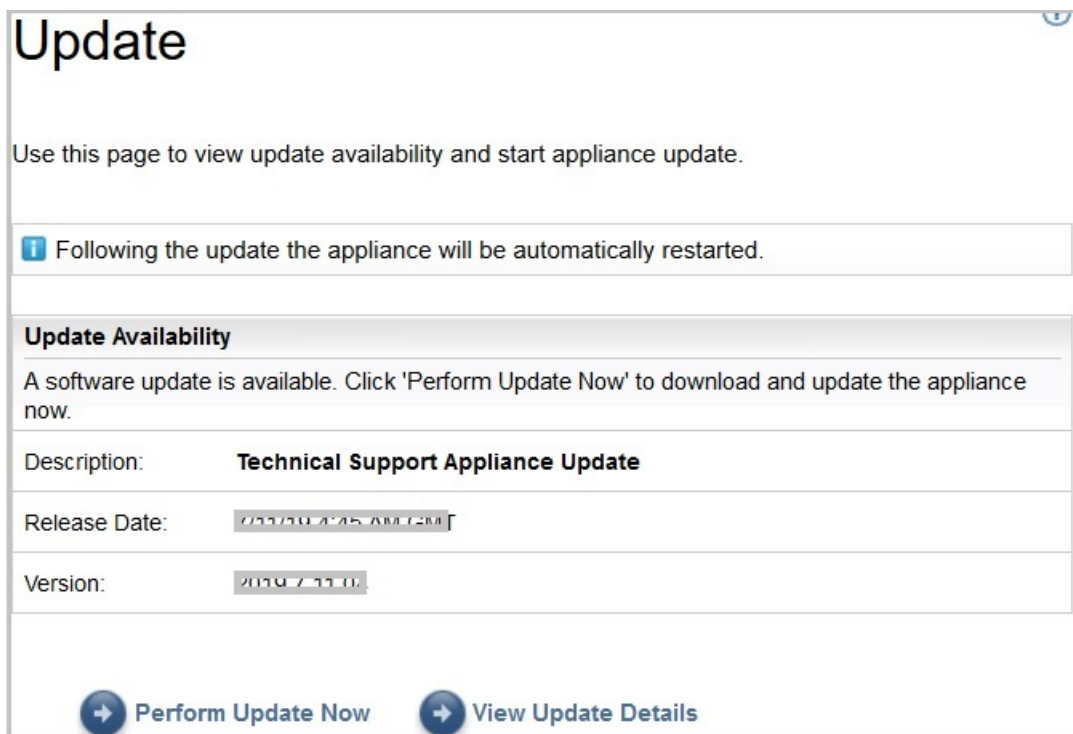 Update
Use this page to view update availability and start appliance update.
Following the update the appliance will be automatically restarted.
Update Availability
A software update is available. Click 'Perform Update Now' to download and update the appliance
now.
Description: Technical Support Appliance Update
Release Date:
Version:
Perform Update Now View Update Details